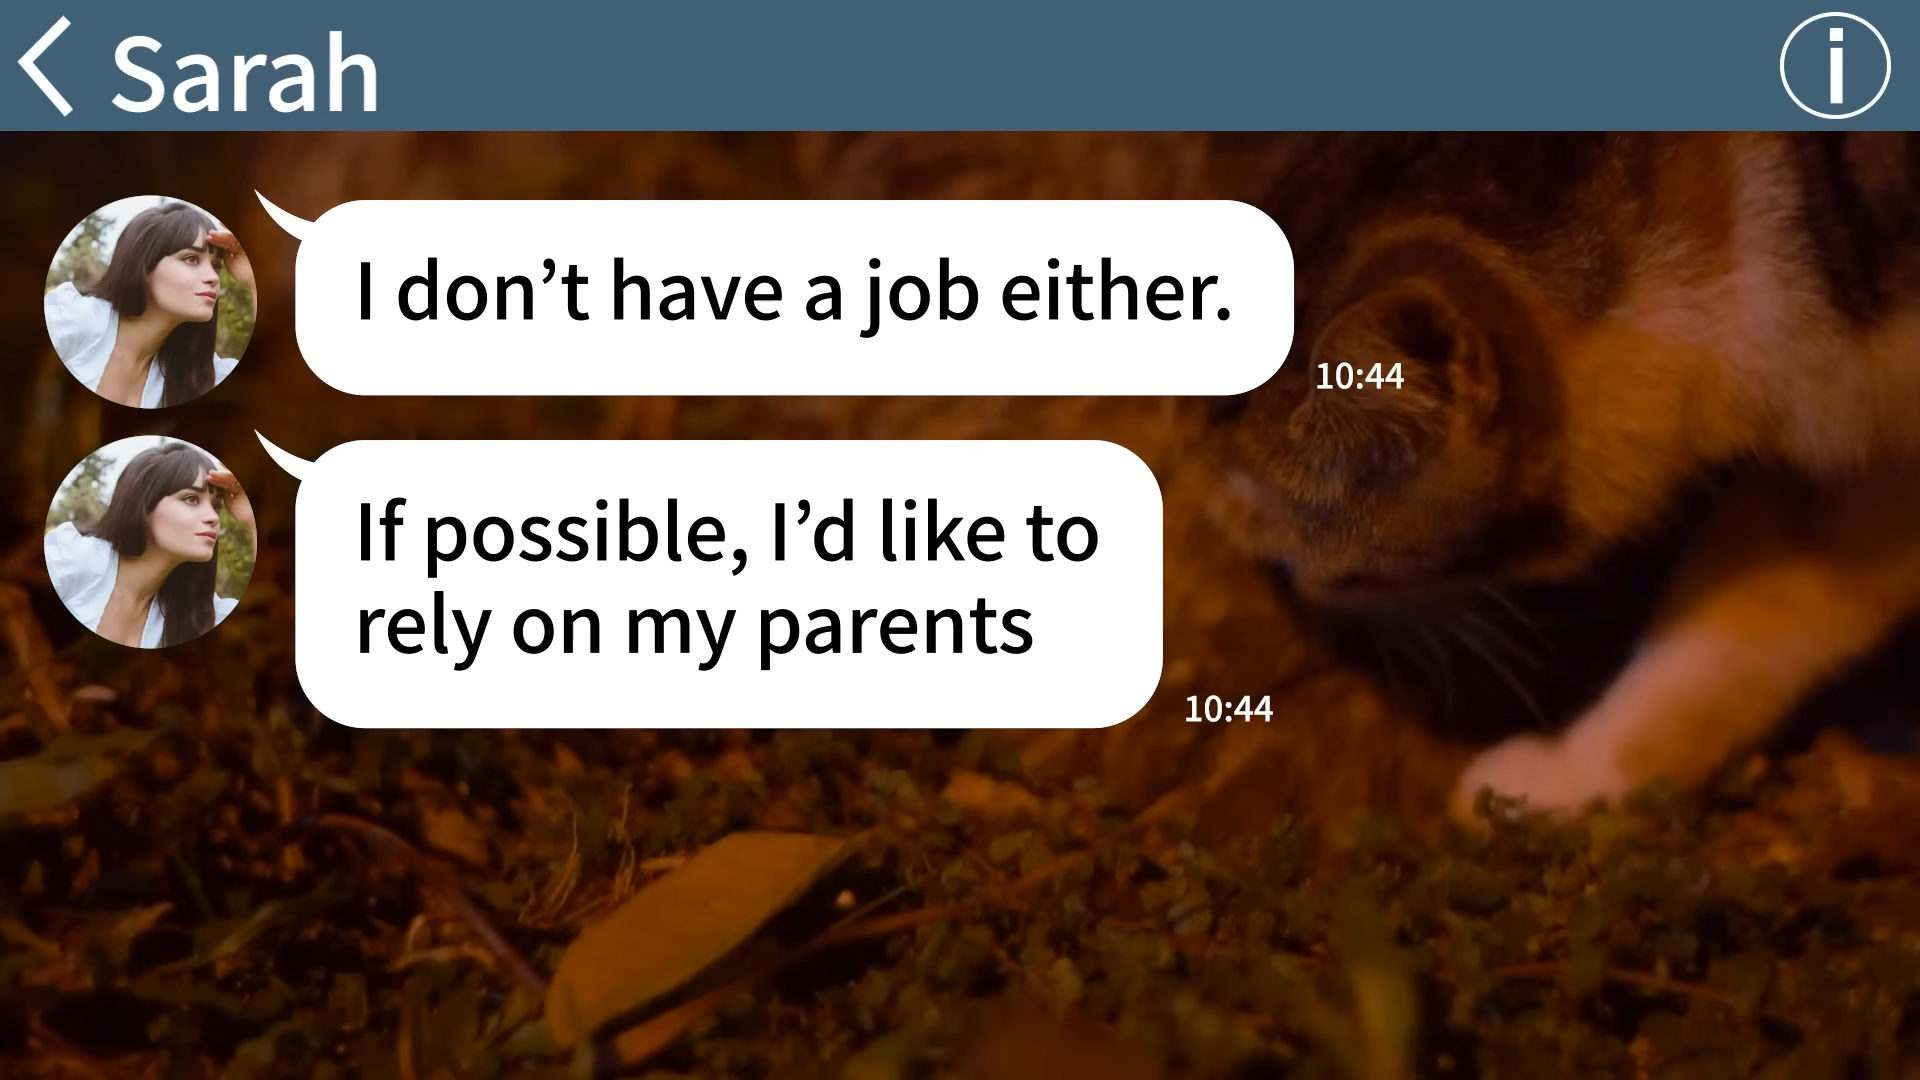 Sarah
I don’t have a job either.
10:44
If possible, I’d like to
rely on my parents
10:44